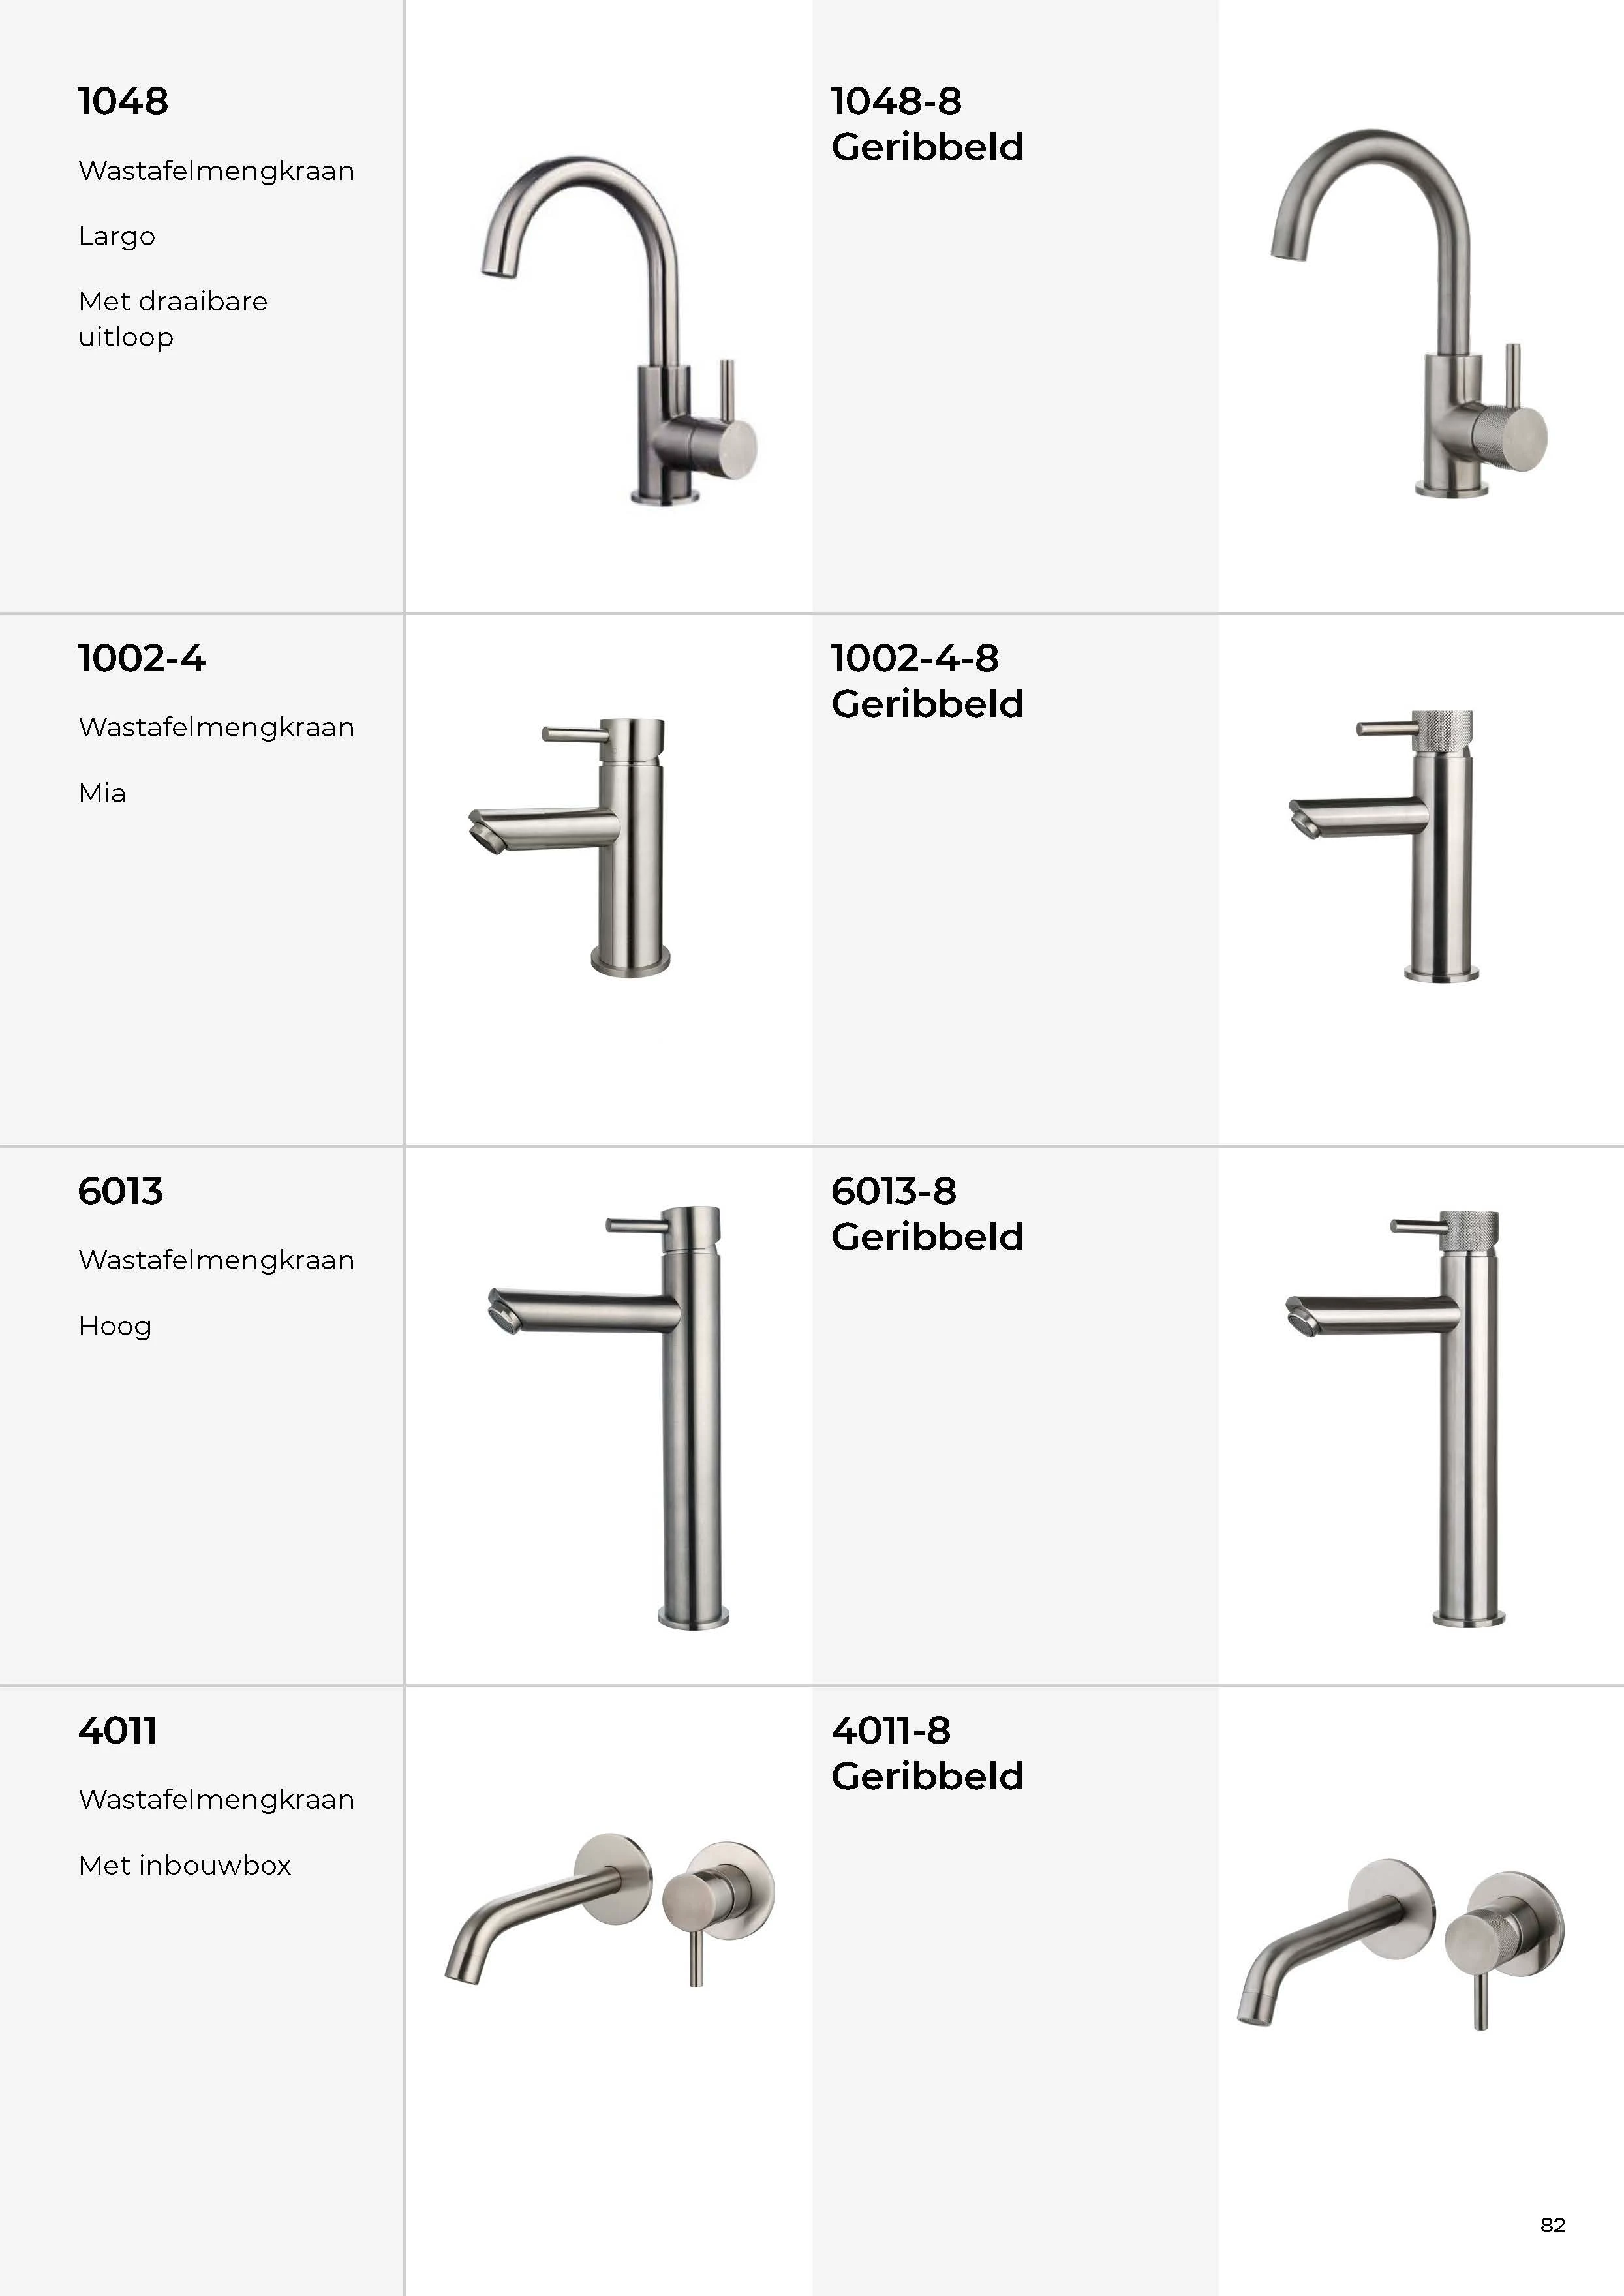 1048
Wastafelmengkraan
Largo
Met draaibare
uitloop
1048-8
Geribbeld
1002-4
Wastafelmengkraan
Mia
1002-4-8
Geribbeld
6013
Wastafelmengkraan
Hoog
6013-8
Geribbeld
4011
Wastafelmengkraan
Met inbouwbox
4011-8
Geribbeld
82